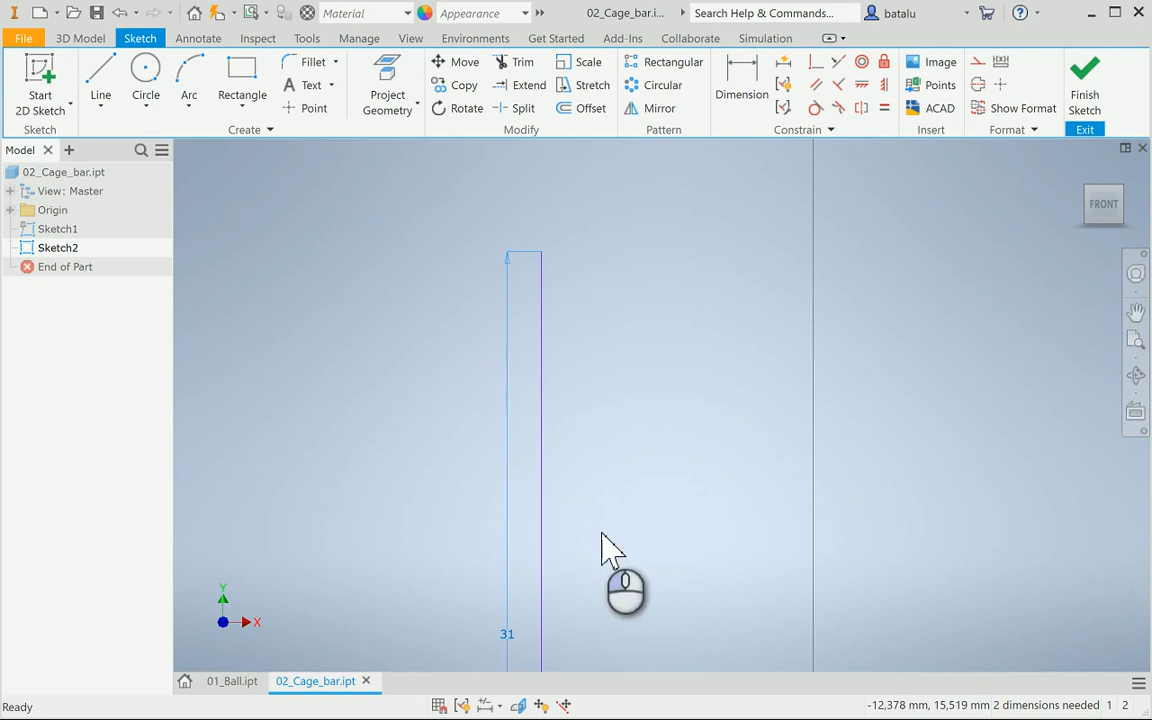 Material Appearance 02_Cage_bar.i... Search Help & Commands... batalu
File 3D Model Sketch Annotate Inspect Tools Manage View Environments Get Started Add-Ins Collaborate Simulation
Start 2D Sketch Line Circle Arc Rectangle Fillet Text Point Project Geometry
Move Trim Scale
Copy Extend Stretch
Rotate Split Offset
Rectangular
Circular
Mirror
Dimension
Image
Points
ACAD
Show Format
Finish Sketch
Sketch Create Modify Pattern Constrain Insert Format Exit
Model
02_Cage_bar.ipt
View: Master
Origin
Sketch1
Sketch2
End of Part
FRONT
31
Y
X
01_Ball.ipt 02_Cage_bar.ipt
Ready -12,378 mm, 15,519 mm 2 dimensions needed 1 2